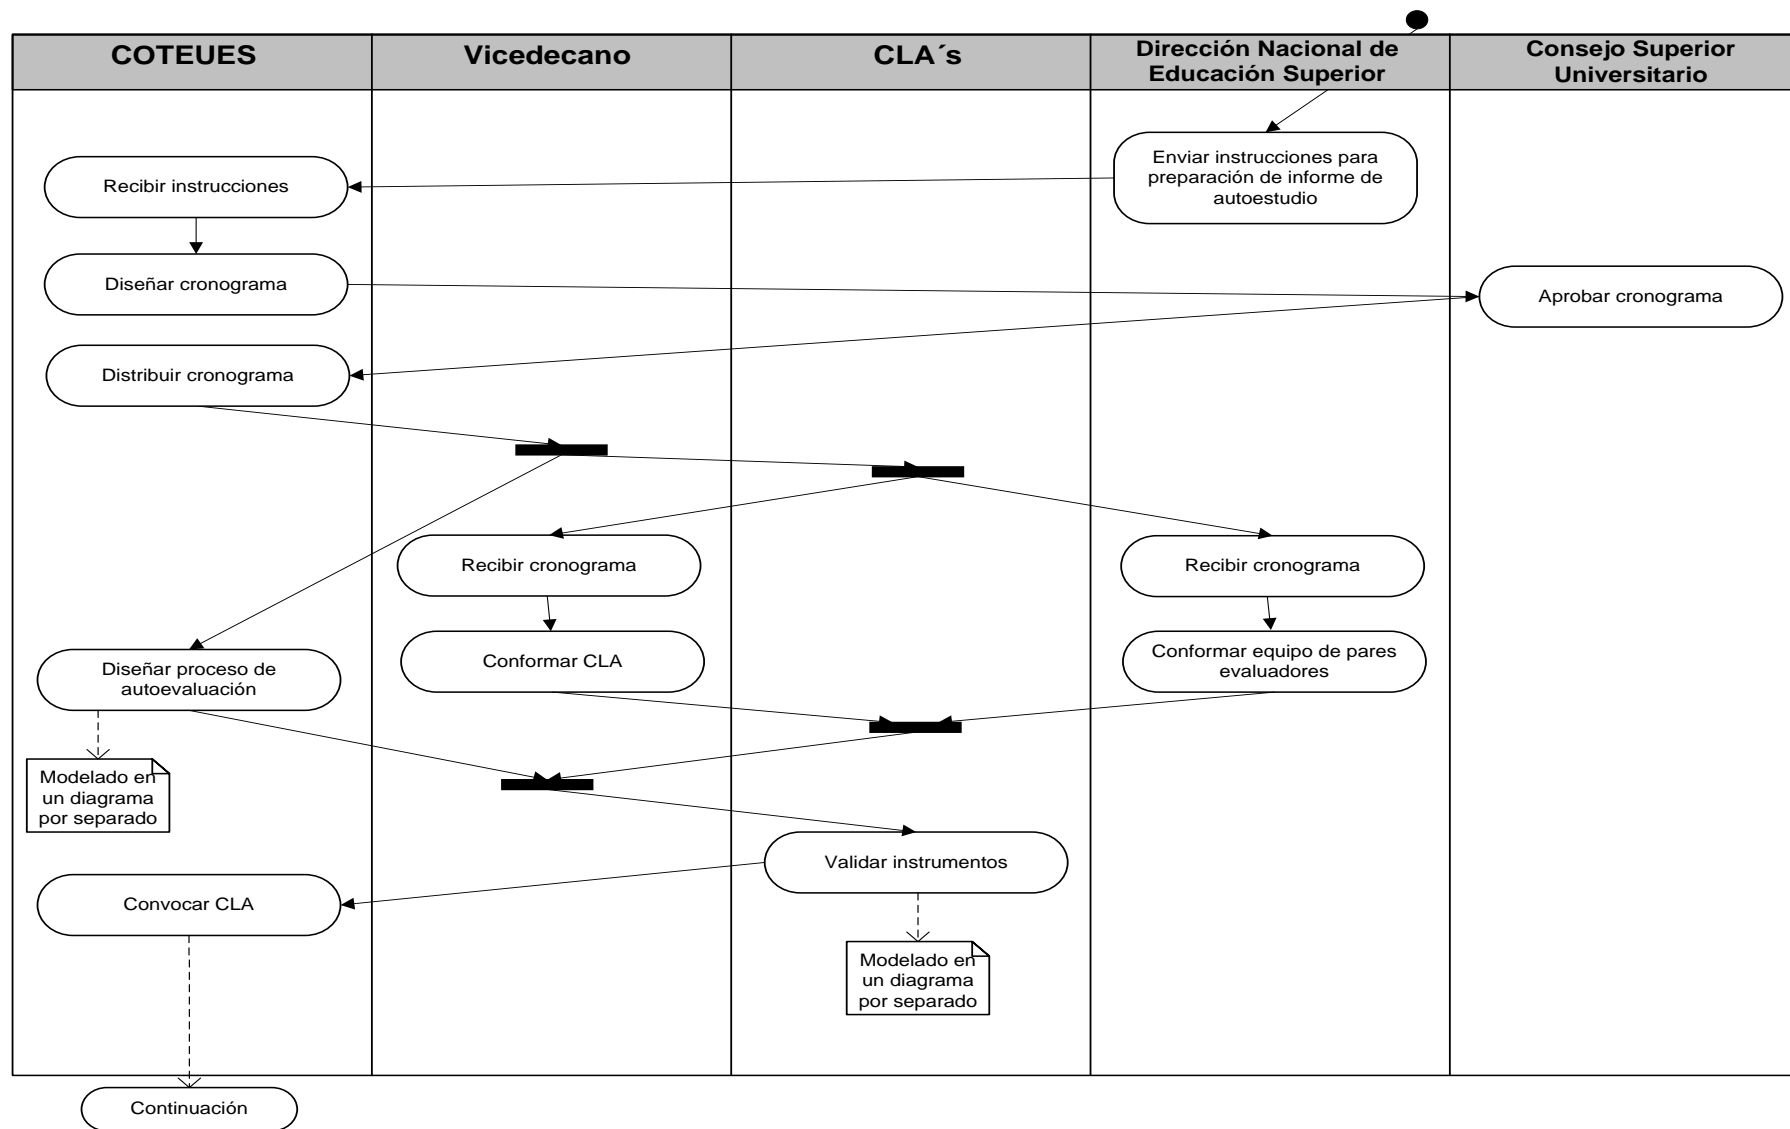 COTEUES
Vicedecano
CLA´s
Dirección Nacional de
Educación Superior
Consejo Superior
Universitario
Enviar instrucciones para
preparación de informe de
autoestudio
Recibir instrucciones
Diseñar cronograma
Aprobar cronograma
Distribuir cronograma
Recibir cronograma
Recibir cronograma
Conformar CLA
Conformar equipo de pares
evaluadores
Diseñar proceso de
autoevaluación
Modelado en
un diagrama
por separado
Validar instrumentos
Convocar CLA
Modelado en
un diagrama
por separado
Continuación